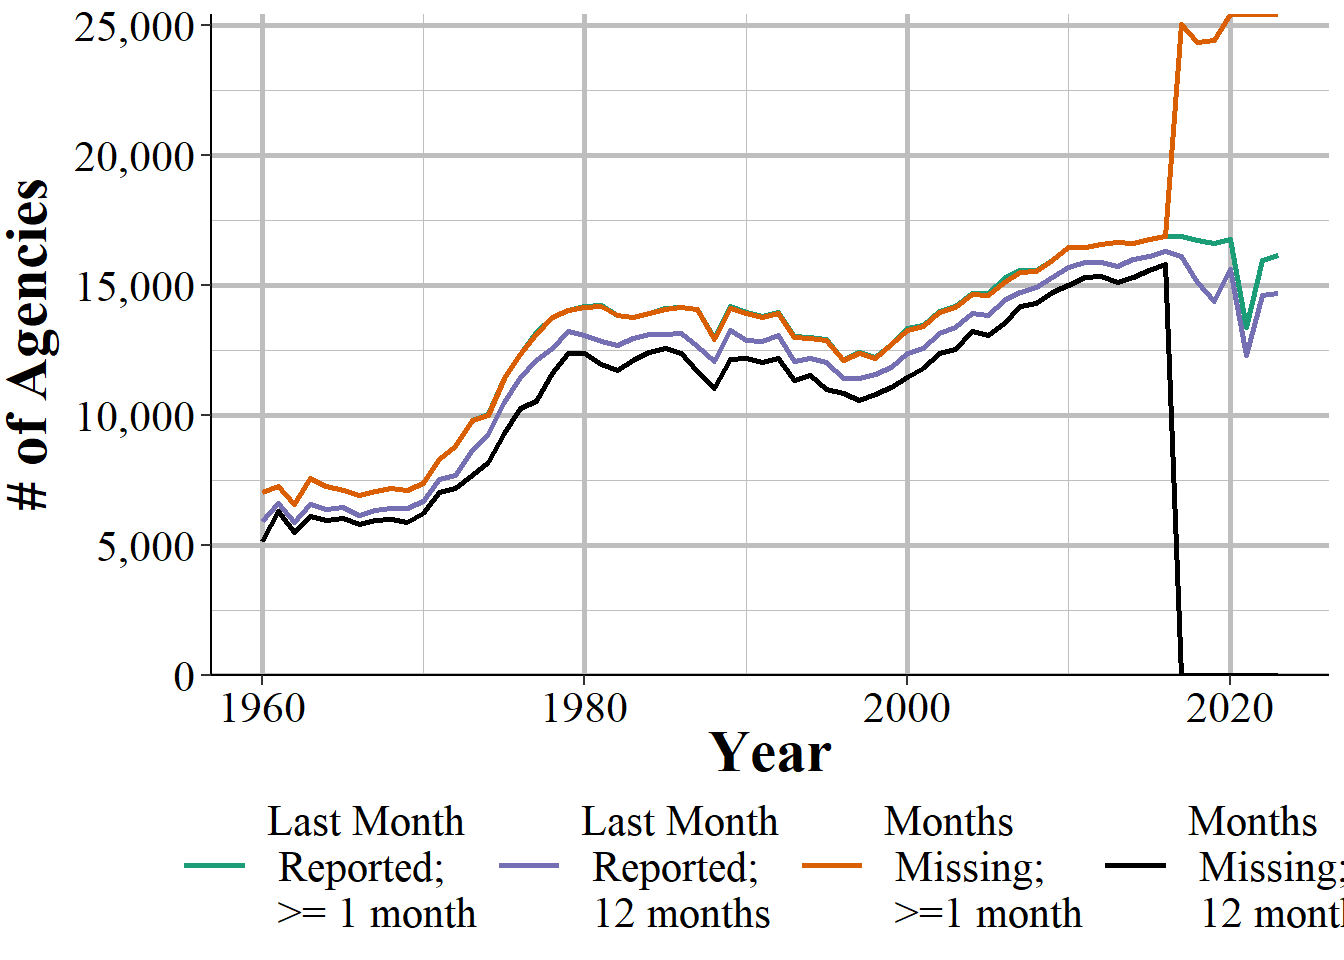 25,000
20,000
15,000
10,000
5,000
0
# of Agencies
1960 1980 2000 2020
Year
Last Month Last Month Months Months
Reported; Reported; Missing; Missing;
>= 1 month 12 months >=1 month 12